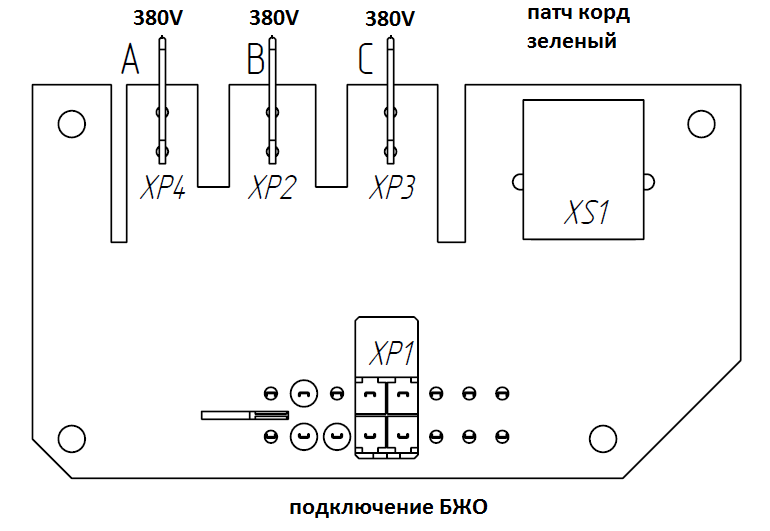 380V
380V
380V
патч корд
зеленый
A
B
C
XP4
XP2
XP3
XS1
XP1
подключение БЖО